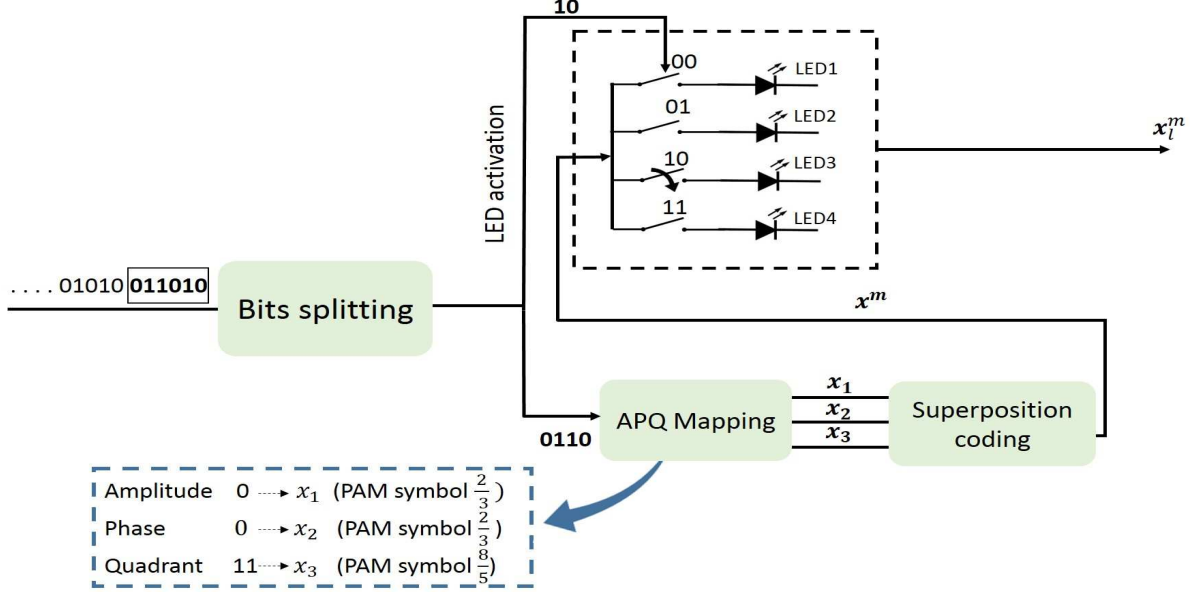 10
LED activation
00
LED1
01
LED2
10
LED3
11
LED4
x_l^m
. . . . 01010 011010
Bits splitting
x^m
0110
APQ Mapping
x_1
x_2
x_3
Superposition
coding
Amplitude 0 → x_1 (PAM symbol 2/3)
Phase 0 → x_2 (PAM symbol 2/3)
Quadrant 11 → x_3 (PAM symbol 8/5)